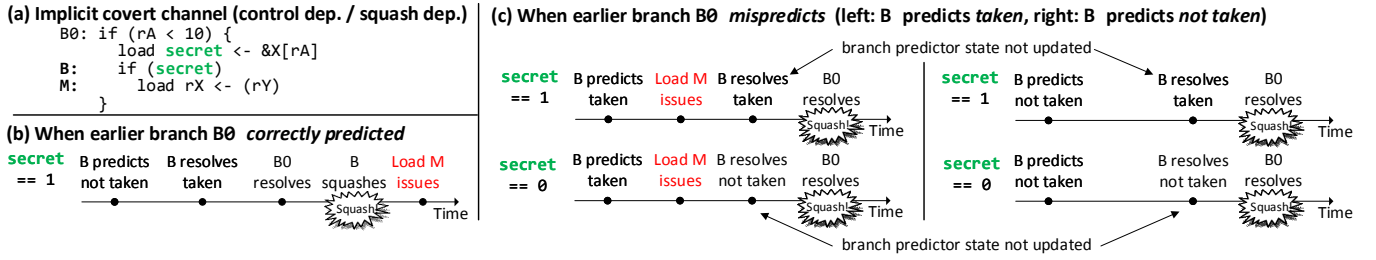 (a) Implicit covert channel (control dep. / squash dep.)
B0: if (rA < 10) {
load secret <- &X[rA]
B: if (secret)
M: load rX <- (rY)
}
(b) When earlier branch B0 correctly predicted
secret == 1
B predicts not taken
B resolves taken
B0 resolves
B squashes
Load M issues
Squash!
Time
(c) When earlier branch B0 mispredicts (left: B predicts taken, right: B predicts not taken)
branch predictor state not updated
secret == 1
B predicts taken
Load M issues
B resolves taken
B0 resolves
Squash!
Time
secret == 1
B predicts not taken
B resolves taken
B0 resolves
Squash!
Time
secret == 0
B predicts taken
Load M issues
B resolves not taken
B0 resolves
Squash!
Time
secret == 0
B predicts not taken
B resolves not taken
B0 resolves
Squash!
Time
branch predictor state not updated